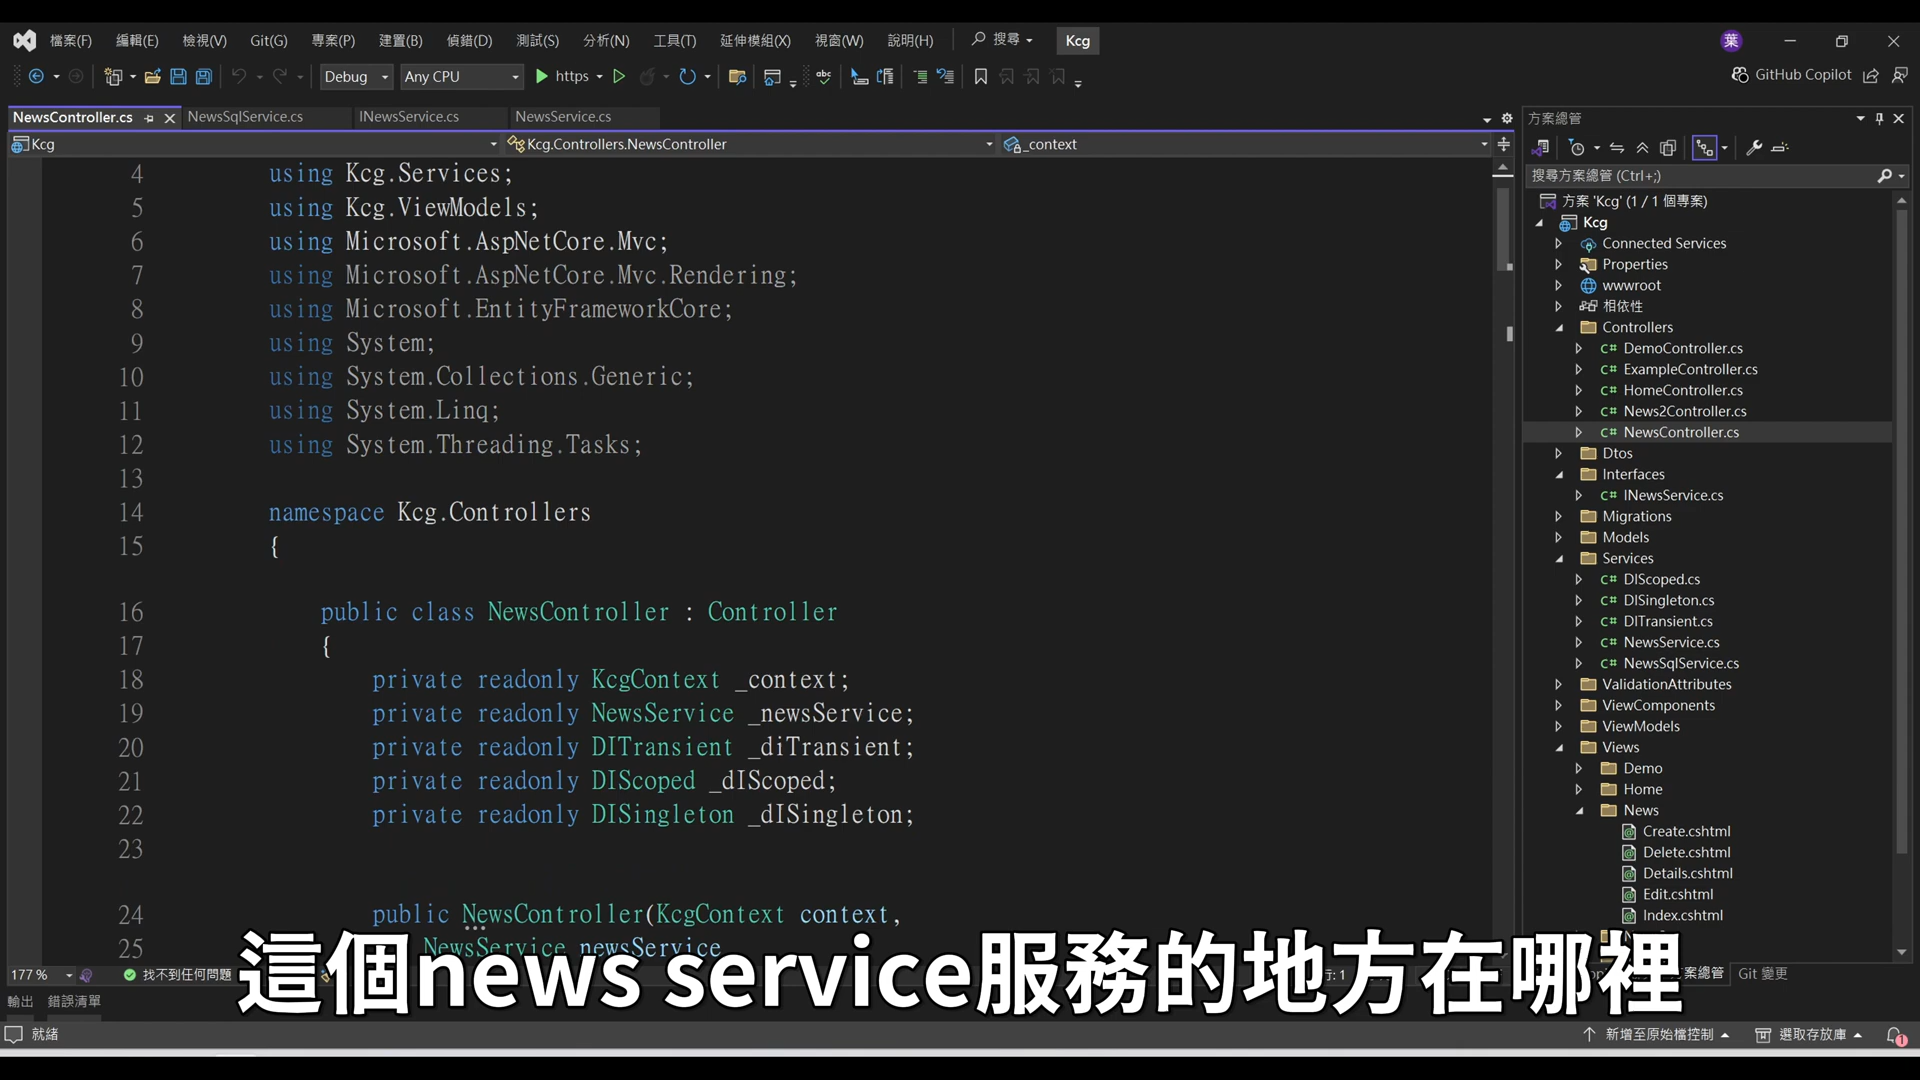 檔案(F) 編輯(E) 檢視(V) Git(G) 專案(P) 建置(B) 偵錯(D) 測試(S) 分析(N) 工具(T) 延伸模組(X) 視窗(W) 說明(H) 搜尋 Kcg 葉
Debug Any CPU https GitHub Copilot
NewsController.cs NewsSqlService.cs INewsService.cs NewsService.cs
Kcg Kcg.Controllers.NewsController _context
4 using Kcg.Services;
5 using Kcg.ViewModels;
6 using Microsoft.AspNetCore.Mvc;
7 using Microsoft.AspNetCore.Mvc.Rendering;
8 using Microsoft.EntityFrameworkCore;
9 using System;
10 using System.Collections.Generic;
11 using System.Linq;
12 using System.Threading.Tasks;
13
14 namespace Kcg.Controllers
15 {
16 public class NewsController : Controller
17 {
18 private readonly KcgContext _context;
19 private readonly NewsService _newsService;
20 private readonly DITransient _diTransient;
21 private readonly DIScoped _dIScoped;
22 private readonly DISingleton _dISingleton;
23
24 public NewsController(KcgContext context,
25 NewsService newsService
177 % 找不到任何問題 行: 1
輸出 錯誤清單
就緒
方案總管
搜尋方案總管 (Ctrl+;)
方案 'Kcg' (1 / 1 個專案)
Kcg
Connected Services
Properties
wwwroot
相依性
Controllers
C# DemoController.cs
C# ExampleController.cs
C# HomeController.cs
C# News2Controller.cs
C# NewsController.cs
Dtos
Interfaces
C# INewsService.cs
Migrations
Models
Services
C# DIScoped.cs
C# DISingleton.cs
C# DITransient.cs
C# NewsService.cs
C# NewsSqlService.cs
ValidationAttributes
ViewComponents
ViewModels
Views
Demo
Home
News
Create.cshtml
Delete.cshtml
Details.cshtml
Edit.cshtml
Index.cshtml
方案總管 Git 變更
新增至原始檔控制 選取存放庫 1
這個news service服務的地方在哪裡